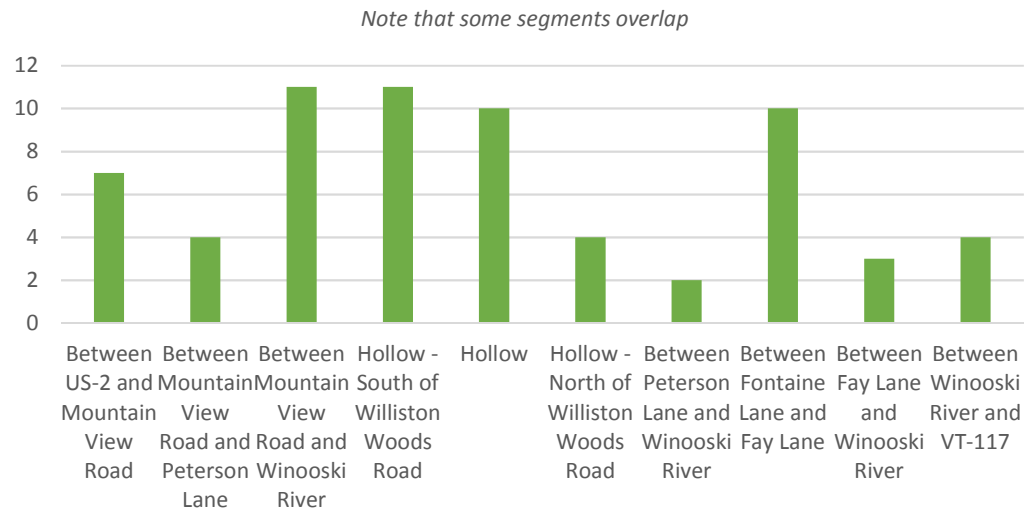 Note that some segments overlap
12
10
8
6
4
2
0
Between
US-2 and
Mountain
View
Road
Between
Mountain
View
Road and
Peterson
Lane
Between
Mountain
View
Road and
Winooski
River
Hollow -
South of
Williston
Woods
Road
Hollow
Hollow -
North of
Williston
Woods
Road
Between
Peterson
Lane and
Winooski
River
Between
Fontaine
Lane and
Fay Lane
Between
Fay Lane
and
Winooski
River
Between
Winooski
River and
VT-117